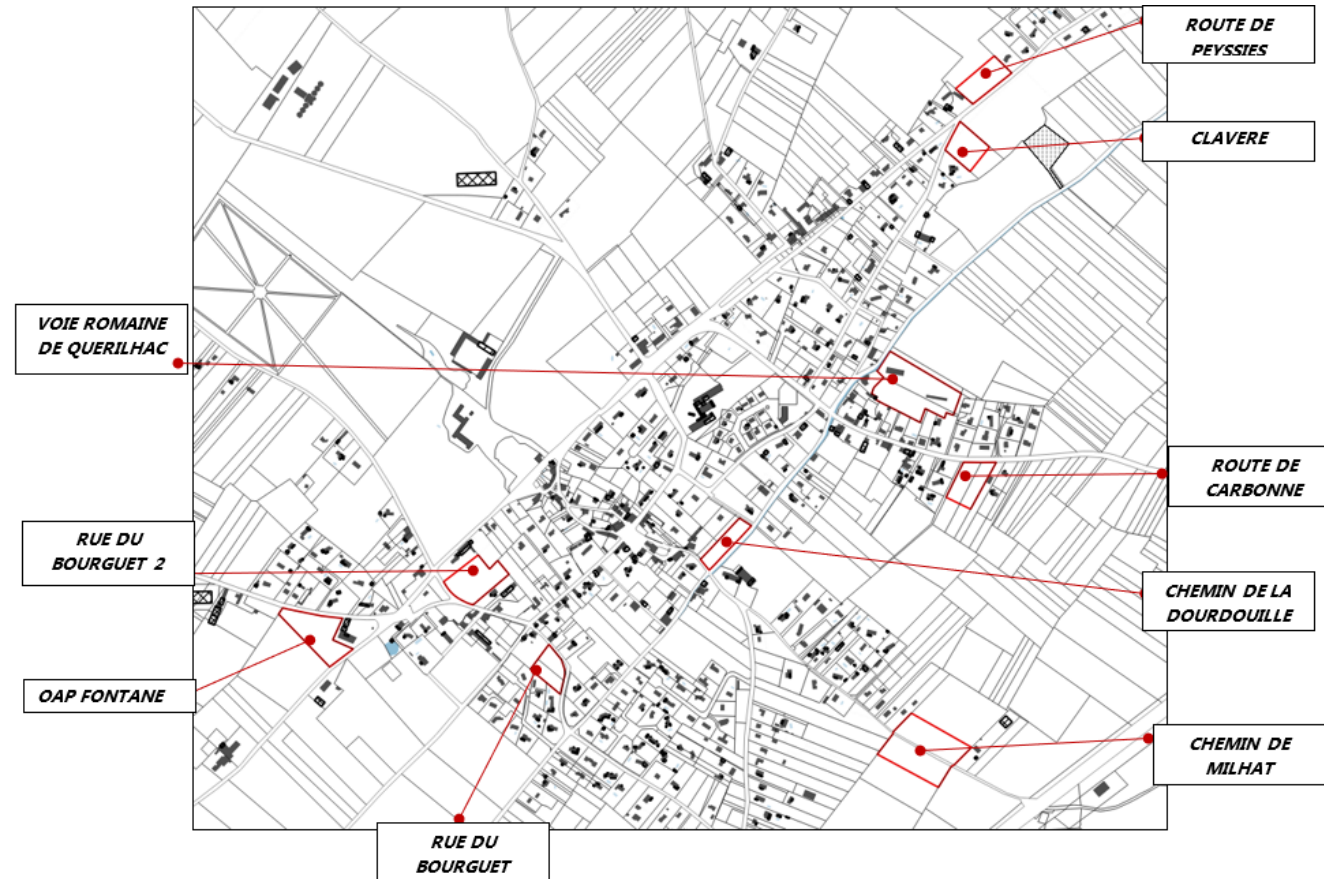 ROUTE DE
PEYSSIES
CLAVERE
VOIE ROMAINE
DE QUERILHAC
ROUTE DE
CARBONNE
RUE DU
BOURGUET 2
CHEMIN DE LA
DOURDOUILLE
OAP FONTANE
CHEMIN DE
MILHAT
RUE DU
BOURGUET